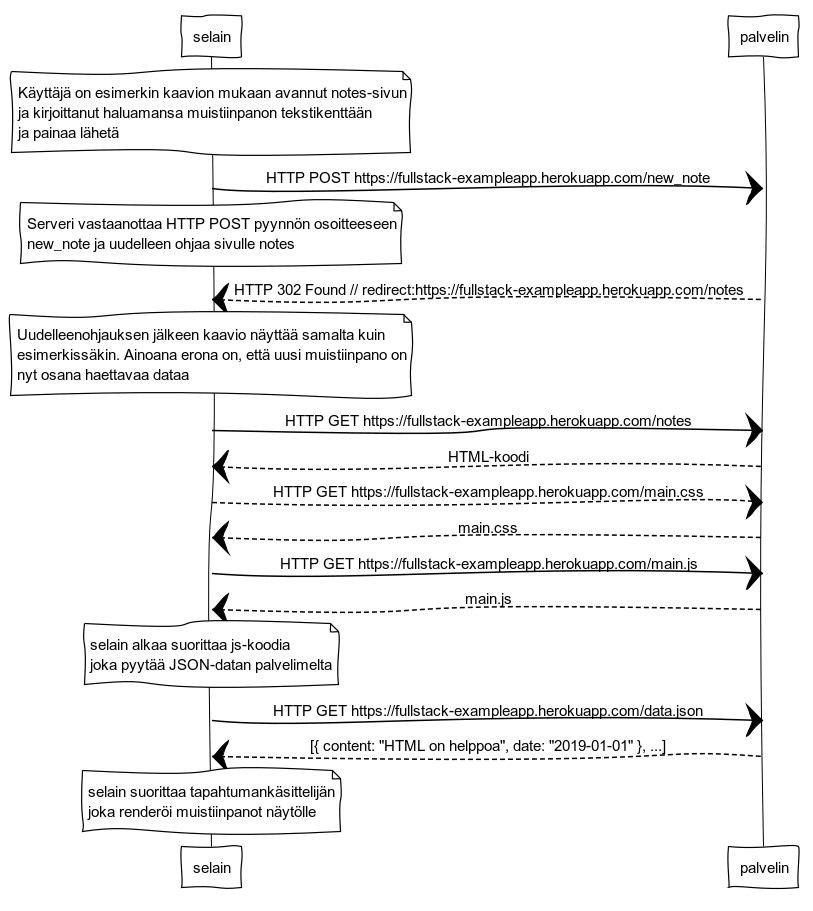 selain palvelin
Käyttäjä on esimerkin kaavion mukaan avannut notes-sivun
ja kirjoittanut haluamansa muistiinpanon tekstikenttään
ja painaa lähetä
HTTP POST https://fullstack-exampleapp.herokuapp.com/new_note
Serveri vastaanottaa HTTP POST pyynnön osoitteeseen
new_note ja uudelleen ohjaa sivulle notes
HTTP 302 Found // redirect:https://fullstack-exampleapp.herokuapp.com/notes
Uudelleenohjauksen jälkeen kaavio näyttää samalta kuin
esimerkissäkin. Ainoana erona on, että uusi muistiinpano on
nyt osana haettavaa dataa
HTTP GET https://fullstack-exampleapp.herokuapp.com/notes
HTML-koodi
HTTP GET https://fullstack-exampleapp.herokuapp.com/main.css
main.css
HTTP GET https://fullstack-exampleapp.herokuapp.com/main.js
main.js
selain alkaa suorittaa js-koodia
joka pyytää JSON-datan palvelimelta
HTTP GET https://fullstack-exampleapp.herokuapp.com/data.json
[{ content: "HTML on helppoa", date: "2019-01-01" }, ...]
selain suorittaa tapahtumankäsittelijän
joka renderöi muistiinpanot näytölle
selain palvelin